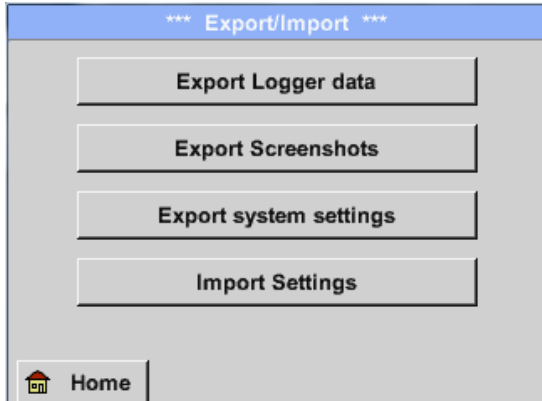 *** Export/Import ***
Export Logger data
Export Screenshots
Export system settings
Import Settings
Home